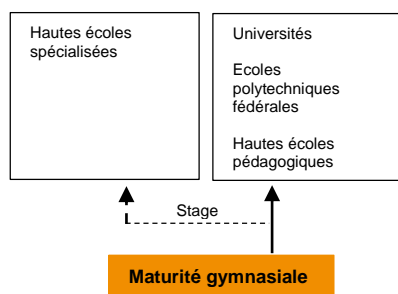 Hautes écoles
spécialisées
Universités
Ecoles
polytechniques
fédérales
Hautes écoles
pédagogiques
Stage
Maturité gymnasiale